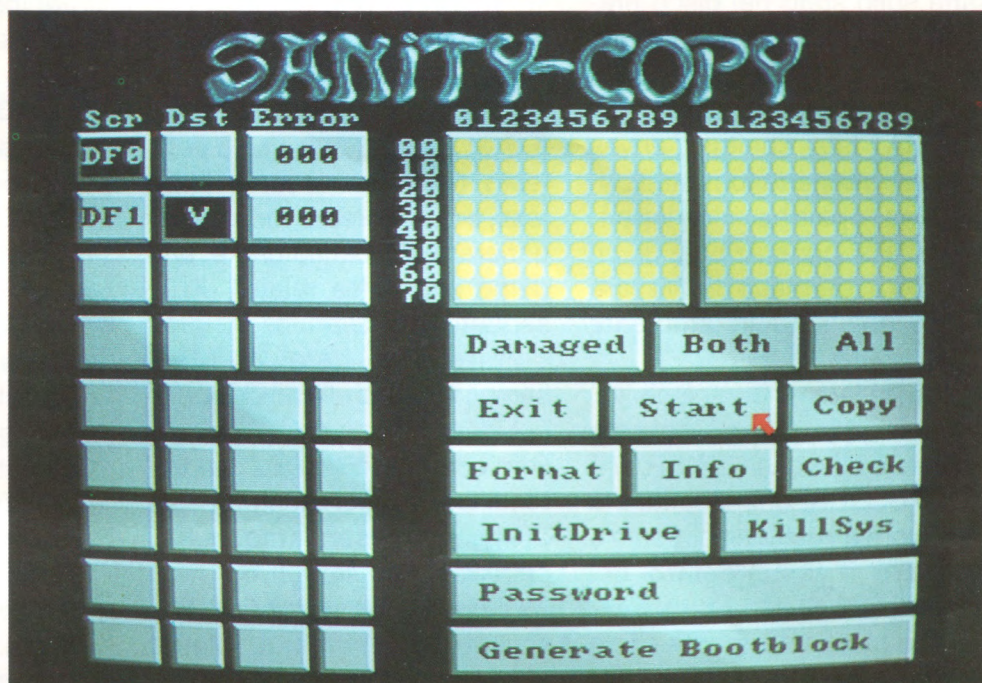 SANiTY-COPY
Scr Dst Error
DF0 000
DF1 V 000
0123456789 0123456789
00
10
20
30
40
50
60
70
Damaged Both All
Exit Start Copy
Format Info Check
InitDrive KillSys
Password
Generate Bootblock